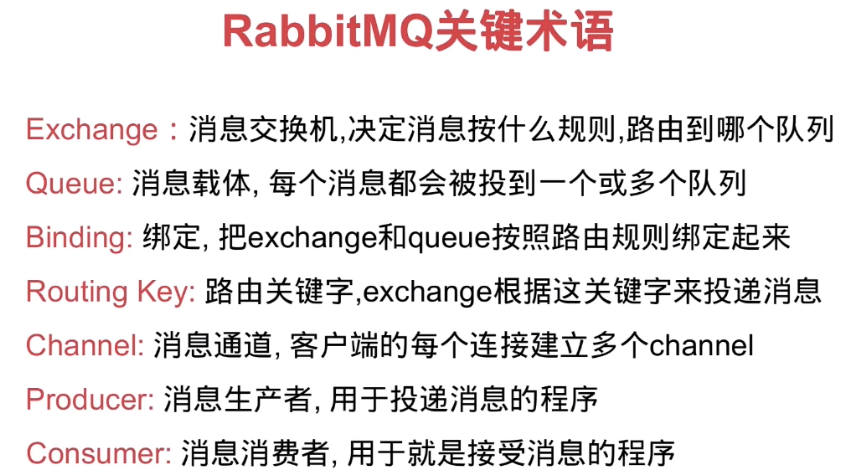 RabbitMQ关键术语
Exchange：消息交换机,决定消息按什么规则,路由到哪个队列
Queue: 消息载体, 每个消息都会被投到一个或多个队列
Binding: 绑定, 把exchange和queue按照路由规则绑定起来
Routing Key: 路由关键字,exchange根据这关键字来投递消息
Channel: 消息通道, 客户端的每个连接建立多个channel
Producer: 消息生产者, 用于投递消息的程序
Consumer: 消息消费者, 用于就是接受消息的程序